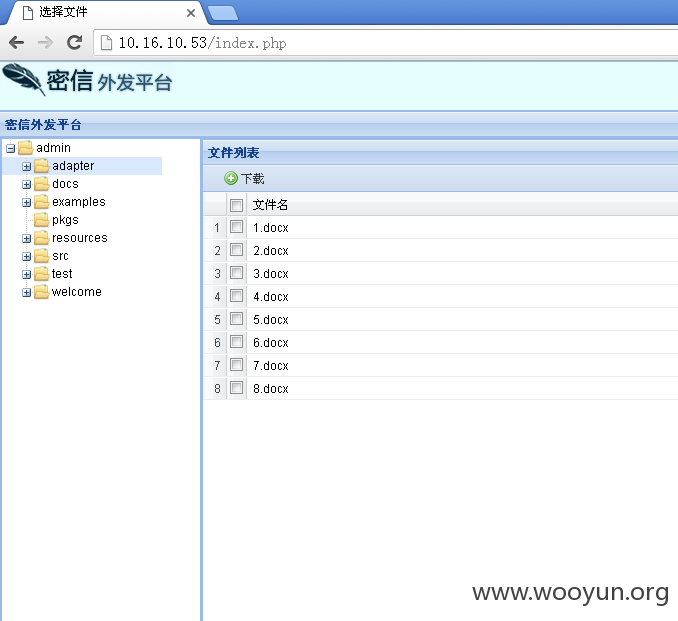 选择文件
10.16.10.53/index.php
密信外发平台
密信外发平台
admin
adapter
docs
examples
pkgs
resources
src
test
welcome
文件列表
下载
文件名
1 1.docx
2 2.docx
3 3.docx
4 4.docx
5 5.docx
6 6.docx
7 7.docx
8 8.docx
www.wooyun.org